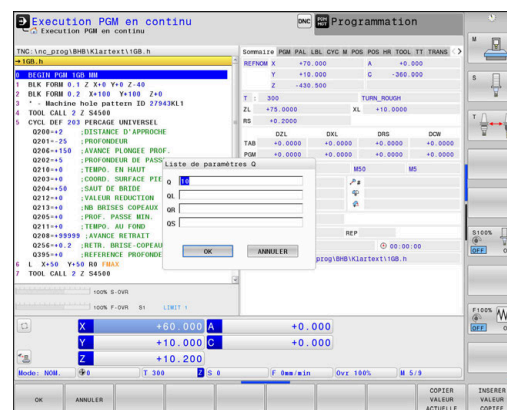 Exécution PGM en continu
Exécution PGM en continu
DNC
Programmation
TNC:\nc_prog\BHB\Klartext\1GB.h
→1GB.h
0 BEGIN PGM 1GB MM
1 BLK FORM 0.1 Z X+0 Y+0 Z-40
2 BLK FORM 0.2 X+100 Y+100 Z+0
3 * - Machine hole pattern ID 27943KL1
4 TOOL CALL 2 Z S4500
5 CYCL DEF 203 PERCAGE UNIVERSEL
Q200=+2 ;DISTANCE D'APPROCHE
Q201=-25 ;PROFONDEUR
Q206=+150 ;AVANCE PLONGEE PROF.
Q202=+5 ;PROFONDEUR DE PASS
Q210=+0 ;TEMPO. EN HAUT
Q203=+0 ;COORD. SURFACE PIE
Q204=+50 ;SAUT DE BRIDE
Q212=+0 ;VALEUR REDUCTION
Q213=+0 ;NB BRISES COPEAUX
Q205=+0 ;PROF. PASSE MIN.
Q211=+0 ;TEMPO. AU FOND
Q208=+99999 ;AVANCE RETRAIT
Q256=+0.2 ;RETR. BRISE-COPEAU
Q395=+0 ;REFERENCE PROFONDE
6 L X+50 Y+50 R0 FMAX
7 TOOL CALL 2 Z S4500
Sommaire PGM PAL LBL CYC M POS POS HR TOOL TT TRANS
REFNOM X +70.000 A +0.000
Y +10.000 C -360.000
Z -430.500
T : 300 TURN_ROUGH
ZL +75.0000 XL +10.0000
RS +0.2000
DZL DXL DRS DCW
TAB +0.0000 +0.0000 +0.0000 +0.0000
PGM +0.0000 +0.0000 +0.0000 +0.0000
M50 M5
REP
00:00:00
prog\BHB\Klartext\1GB.h
Liste de paramètres Q
Q 10
QL
QR
QS
OK ANNULER
100% S-OVR
100% F-OVR S1 LIMIT 1
X +60.000 A +0.000
Y +10.000 C +0.000
Z +10.200
Mode: NOM. 0 T 300 Z S 0 F 0mm/min Ovr 100% M 5/9
M
S
T
S100%
OFF
F100%
OFF
OK
ANNULER
COPIER
VALEUR
ACTUELLE
INSERER
VALEUR
COPIEE